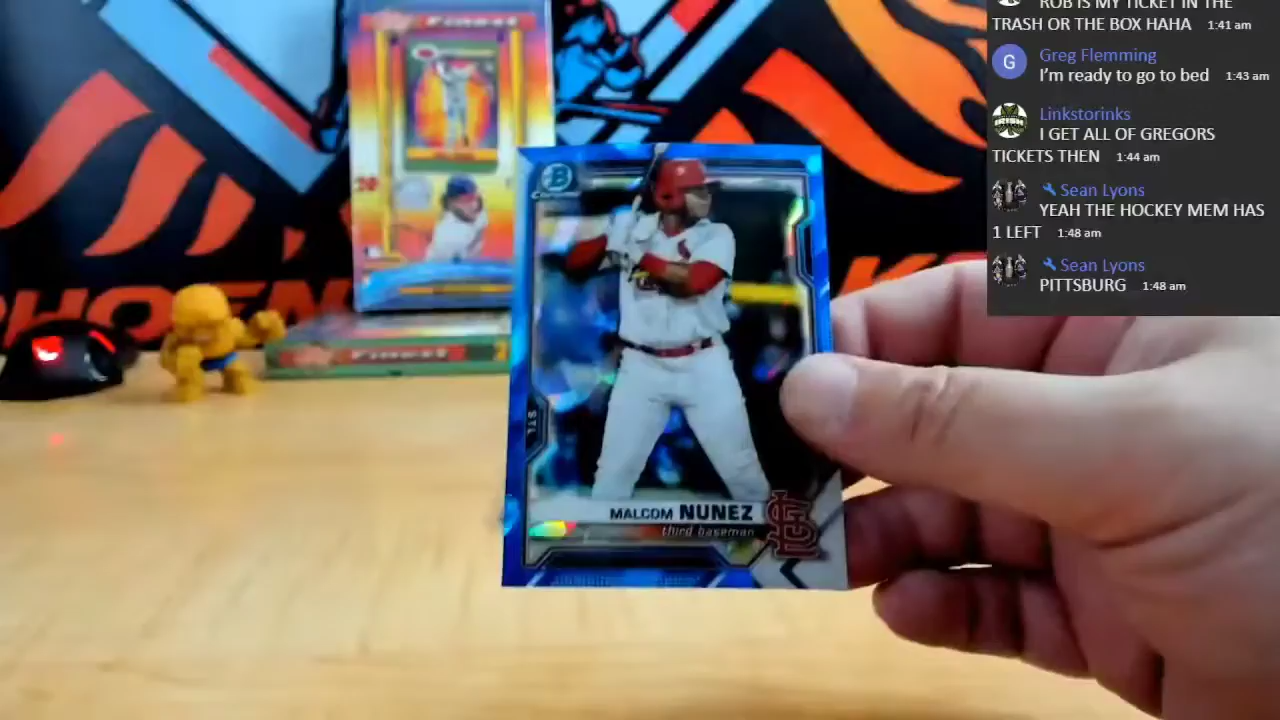 ROB IS MY TICKET IN THE
TRASH OR THE BOX HAHA 1:41 am
G
Greg Flemming
I’m ready to go to bed 1:43 am
Linkstorinks
I GET ALL OF GREGORS
TICKETS THEN 1:44 am
Sean Lyons
YEAH THE HOCKEY MEM HAS
1 LEFT 1:48 am
Sean Lyons
PITTSBURG 1:48 am
Finest
PHOEN
Finest
B
STL
MALCOM NUNEZ
third baseman
STL